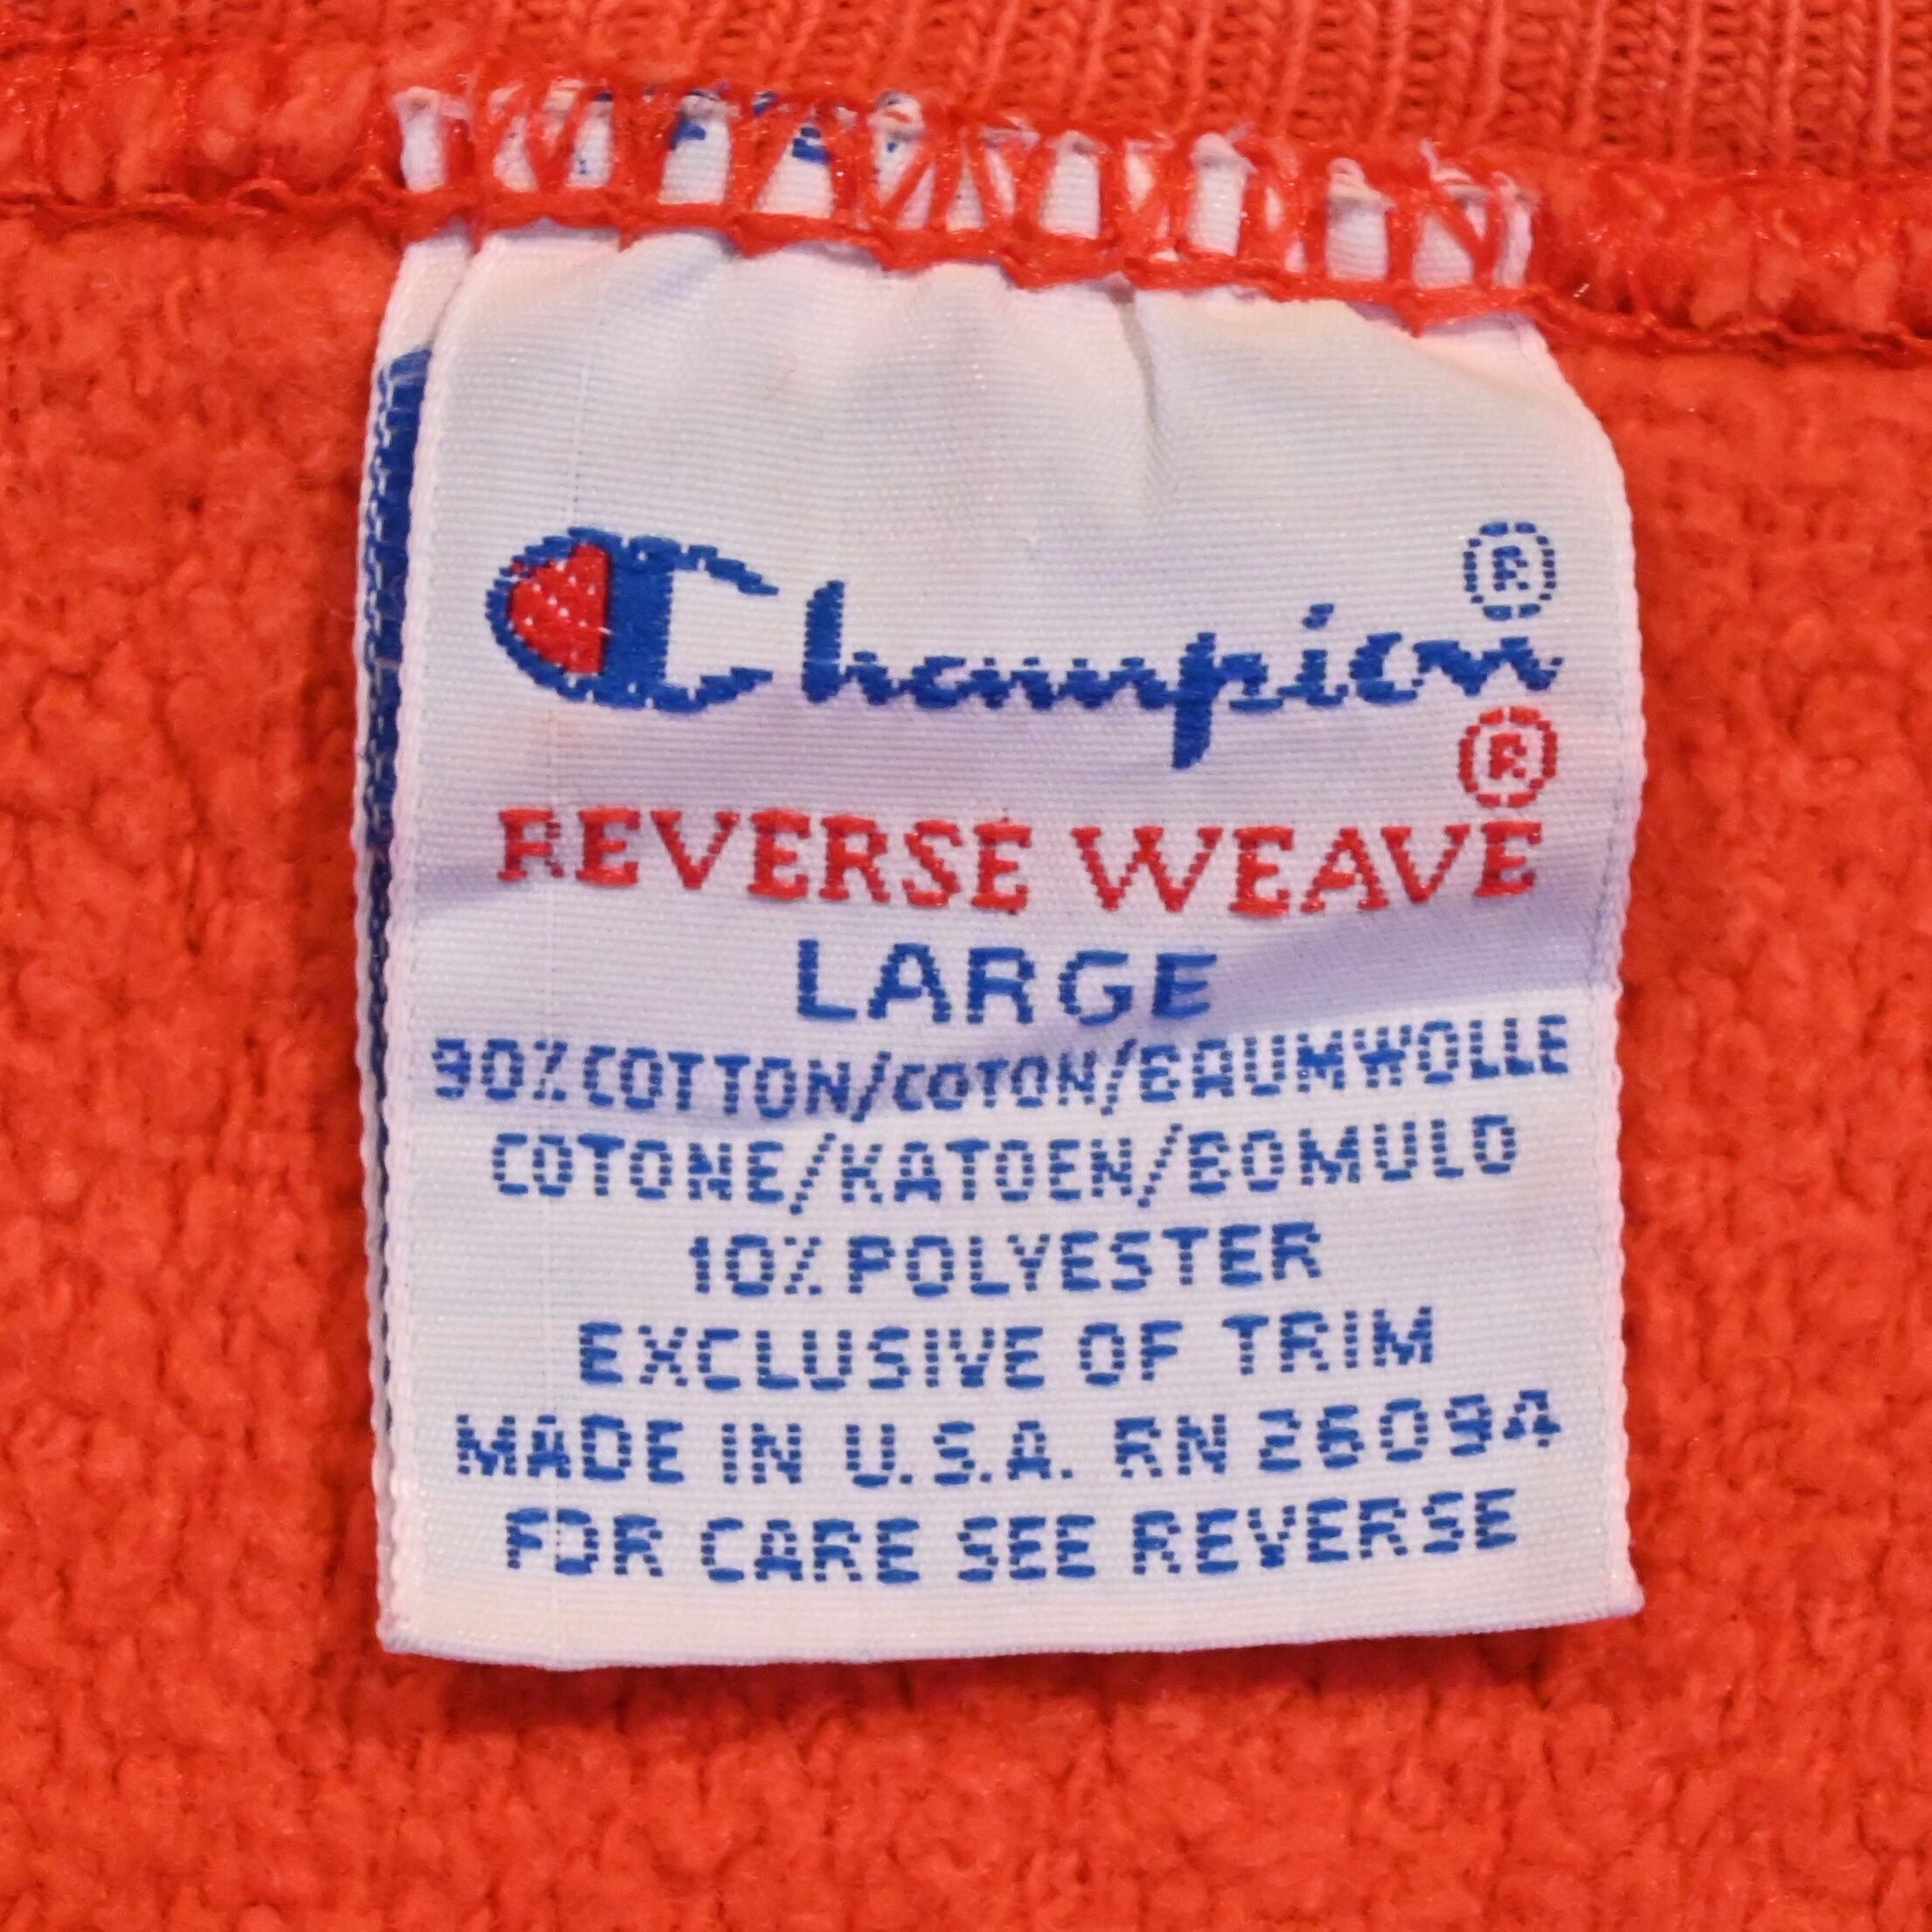 Champion®
REVERSE WEAVE®
LARGE
90% COTTON/COTON/BAUMWOLLE
COTONE/KATOEN/BOMULD
10% POLYESTER
EXCLUSIVE OF TRIM
MADE IN U.S.A. RN 26094
FOR CARE SEE REVERSE